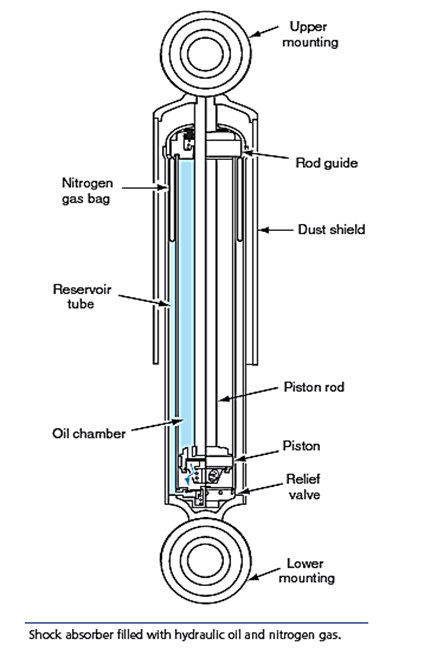 Upper
mounting
Rod guide
Nitrogen
gas bag
Dust shield
Reservoir
tube
Piston rod
Oil chamber
Piston
Relief
valve
Lower
mounting
Shock absorber filled with hydraulic oil and nitrogen gas.